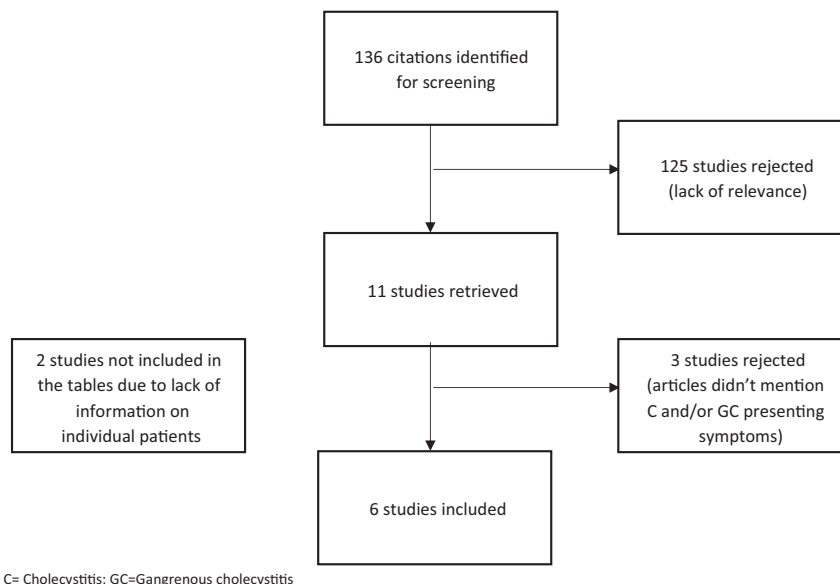 136 citations identified
for screening
125 studies rejected
(lack of relevance)
11 studies retrieved
2 studies not included in
the tables due to lack of
information on
individual patients
3 studies rejected
(articles didn't mention
C and/or GC presenting
symptoms)
6 studies included
C= Cholecystitis; GC=Gangrenous cholecystitis